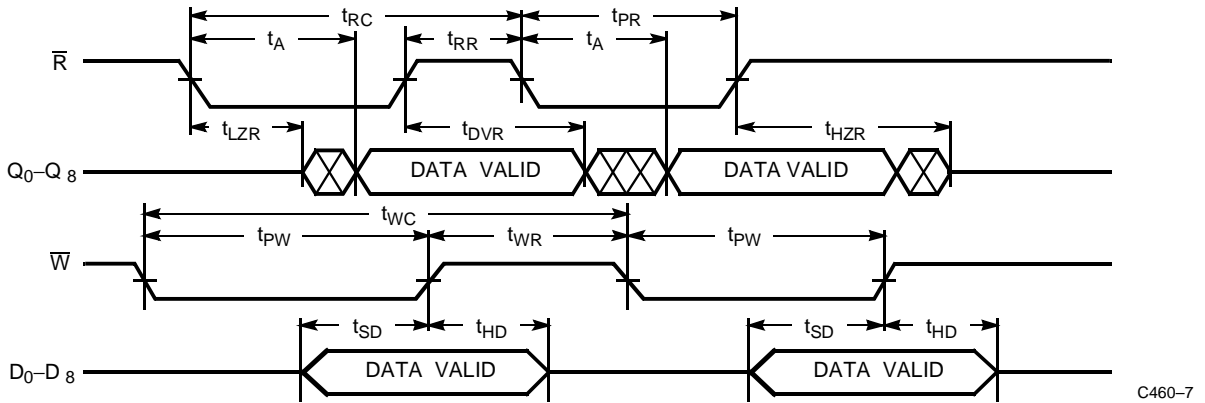 tRC tPR
tA tRR tA
R̅
tLZR tDVR tHZR
Q0–Q8 DATA VALID DATA VALID
tWC
tPW tWR tPW
W̅
tSD tHD tSD tHD
D0–D8 DATA VALID DATA VALID
C460–7